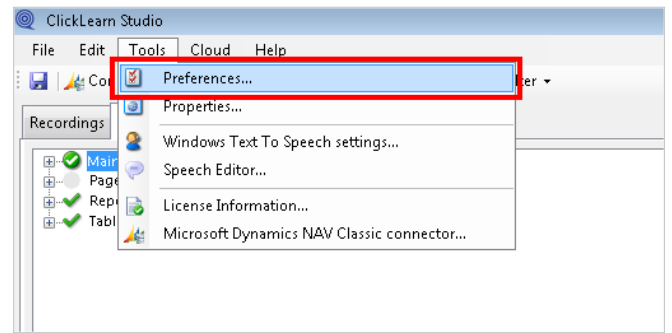 ClickLearn Studio
File Edit Tools Cloud Help
Preferences...
Properties...
Recordings
Windows Text To Speech settings...
Speech Editor...
License Information...
Microsoft Dynamics NAV Classic connector...